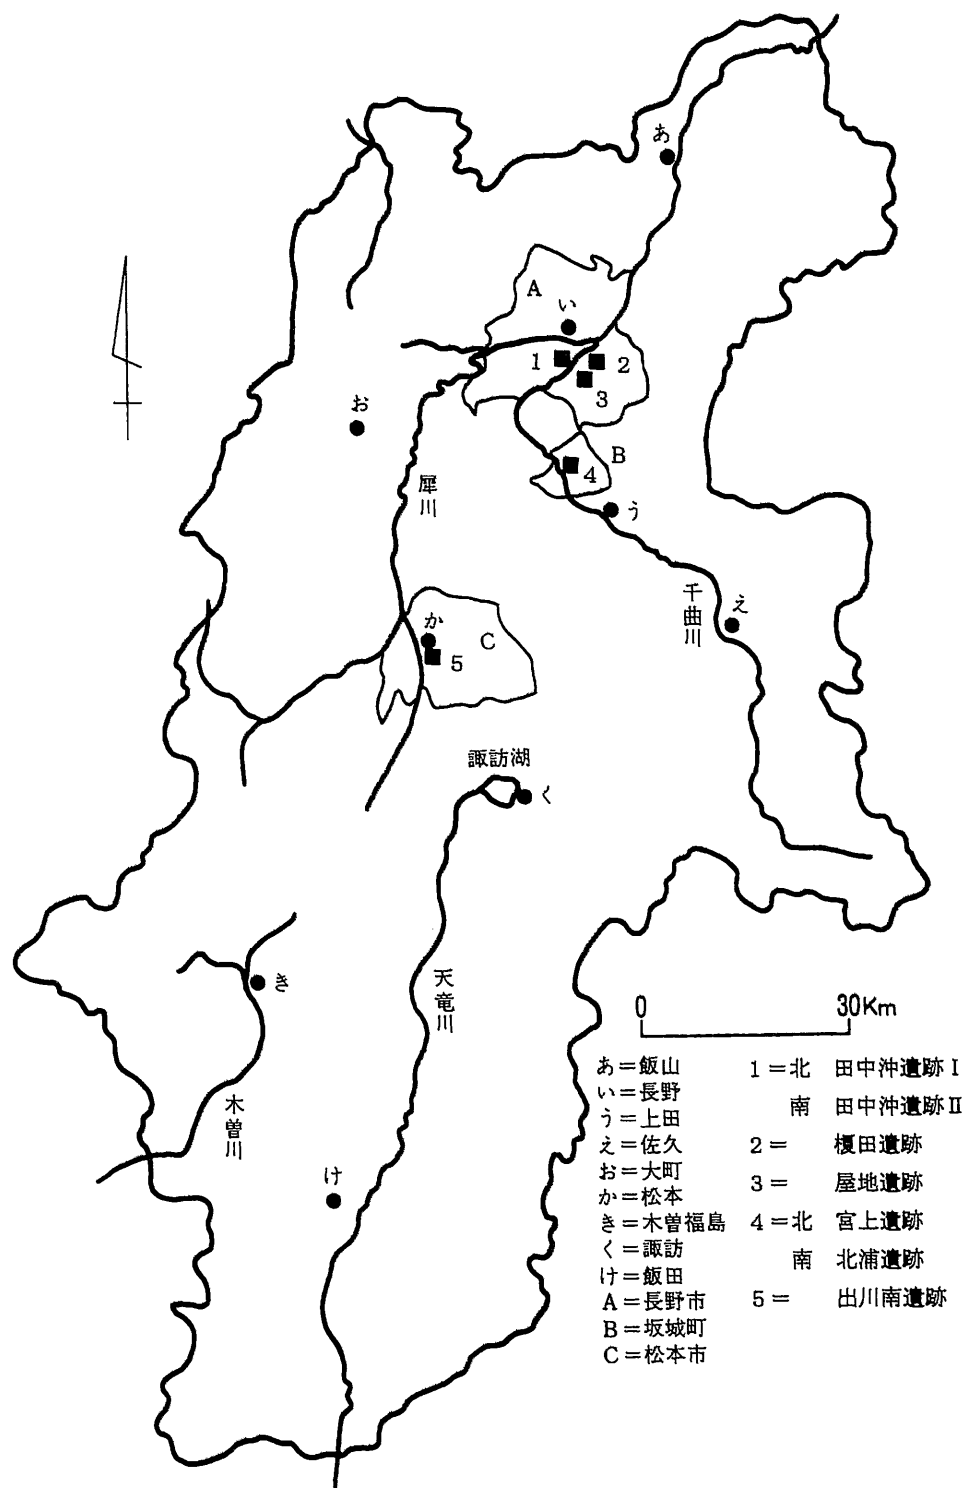 あ
A
い
1
2
3
お
B
4
犀川
う
千曲川
え
か
C
5
諏訪湖
く
き
天竜川
木曽川
け
0 30Km
あ=飯山
い=長野
う=上田
え=佐久
お=大町
か=松本
き=木曽福島
く=諏訪
け=飯田
A=長野市
B=坂城町
C=松本市
1=北 田中沖遺跡I
南 田中沖遺跡II
2= 榎田遺跡
3= 屋地遺跡
4=北 宮上遺跡
南 北浦遺跡
5= 出川南遺跡